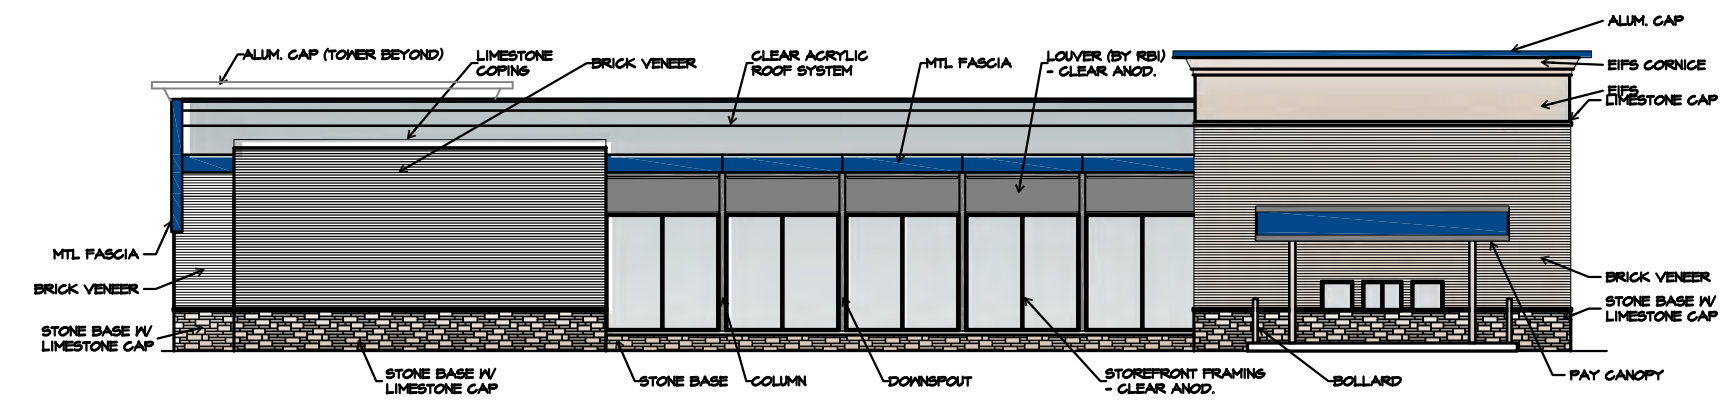 ALUM. CAP
ALUM. CAP (TOWER BEYOND)
LIMESTONE
COPING
BRICK VENEER
CLEAR ACRYLIC
ROOF SYSTEM
MTL FASCIA
LOUVER (BY RBI)
- CLEAR ANOD.
EIFS CORNICE
EIFS
LIMESTONE CAP
MTL FASCIA
BRICK VENEER
STONE BASE W/
LIMESTONE CAP
BRICK VENEER
STONE BASE W/
LIMESTONE CAP
STONE BASE W/
LIMESTONE CAP
STONE BASE
COLUMN
DOWNSPOUT
STOREFRONT FRAMING
- CLEAR ANOD.
BOLLARD
PAY CANOPY